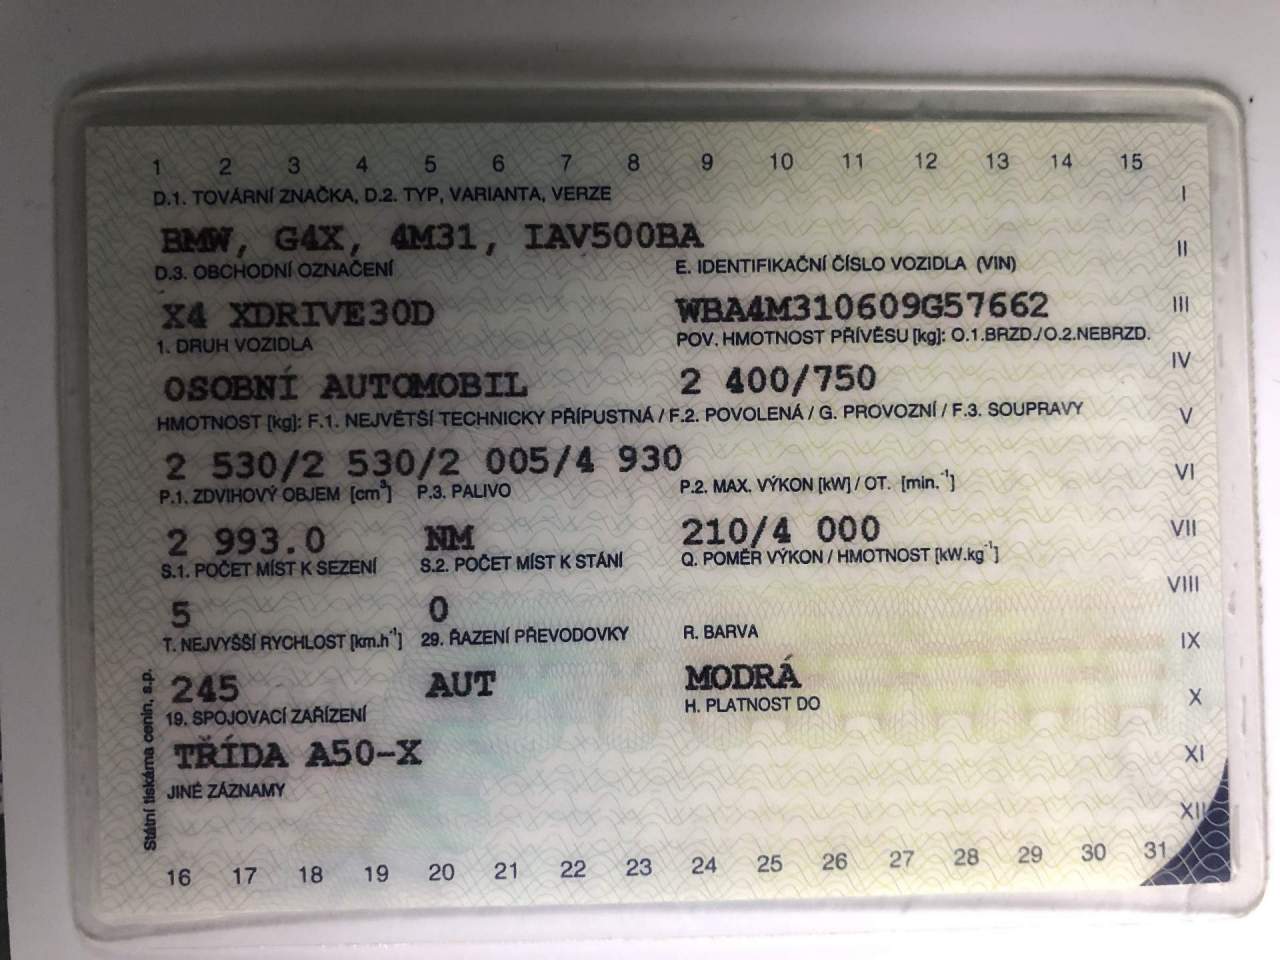 1 2 3 4 5 6 7 8 9 10 11 12 13 14 15
D.1. TOVÁRNÍ ZNAČKA, D.2. TYP, VARIANTA, VERZE
I
BMW, G4X, 4M31, IAV500BA
II
D.3. OBCHODNÍ OZNAČENÍ E. IDENTIFIKAČNÍ ČÍSLO VOZIDLA (VIN)
X4 XDRIVE30D WBA4M310609G57662
III
1. DRUH VOZIDLA POV. HMOTNOST PŘÍVĚSU [kg]: O.1.BRZD./O.2.NEBRZD.
IV
OSOBNÍ AUTOMOBIL 2 400/750
HMOTNOST [kg]: F.1. NEJVĚTŠÍ TECHNICKY PŘÍPUSTNÁ / F.2. POVOLENÁ / G. PROVOZNÍ / F.3. SOUPRAVY
V
2 530/2 530/2 005/4 930
VI
P.1. ZDVIHOVÝ OBJEM [cm³] P.3. PALIVO P.2. MAX. VÝKON [kW] / OT. [min.⁻¹]
2 993.0 NM 210/4 000
VII
S.1. POČET MÍST K SEZENÍ S.2. POČET MÍST K STÁNÍ Q. POMĚR VÝKON / HMOTNOST [kW.kg⁻¹]
VIII
5 0
T. NEJVYŠŠÍ RYCHLOST [km.h⁻¹] 29. ŘAZENÍ PŘEVODOVKY R. BARVA
IX
245 AUT MODRÁ
X
19. SPOJOVACÍ ZAŘÍZENÍ H. PLATNOST DO
TŘÍDA A50-X
XI
JINÉ ZÁZNAMY
XII
Státní tiskárna cenin, s.p.
16 17 18 19 20 21 22 23 24 25 26 27 28 29 30 31